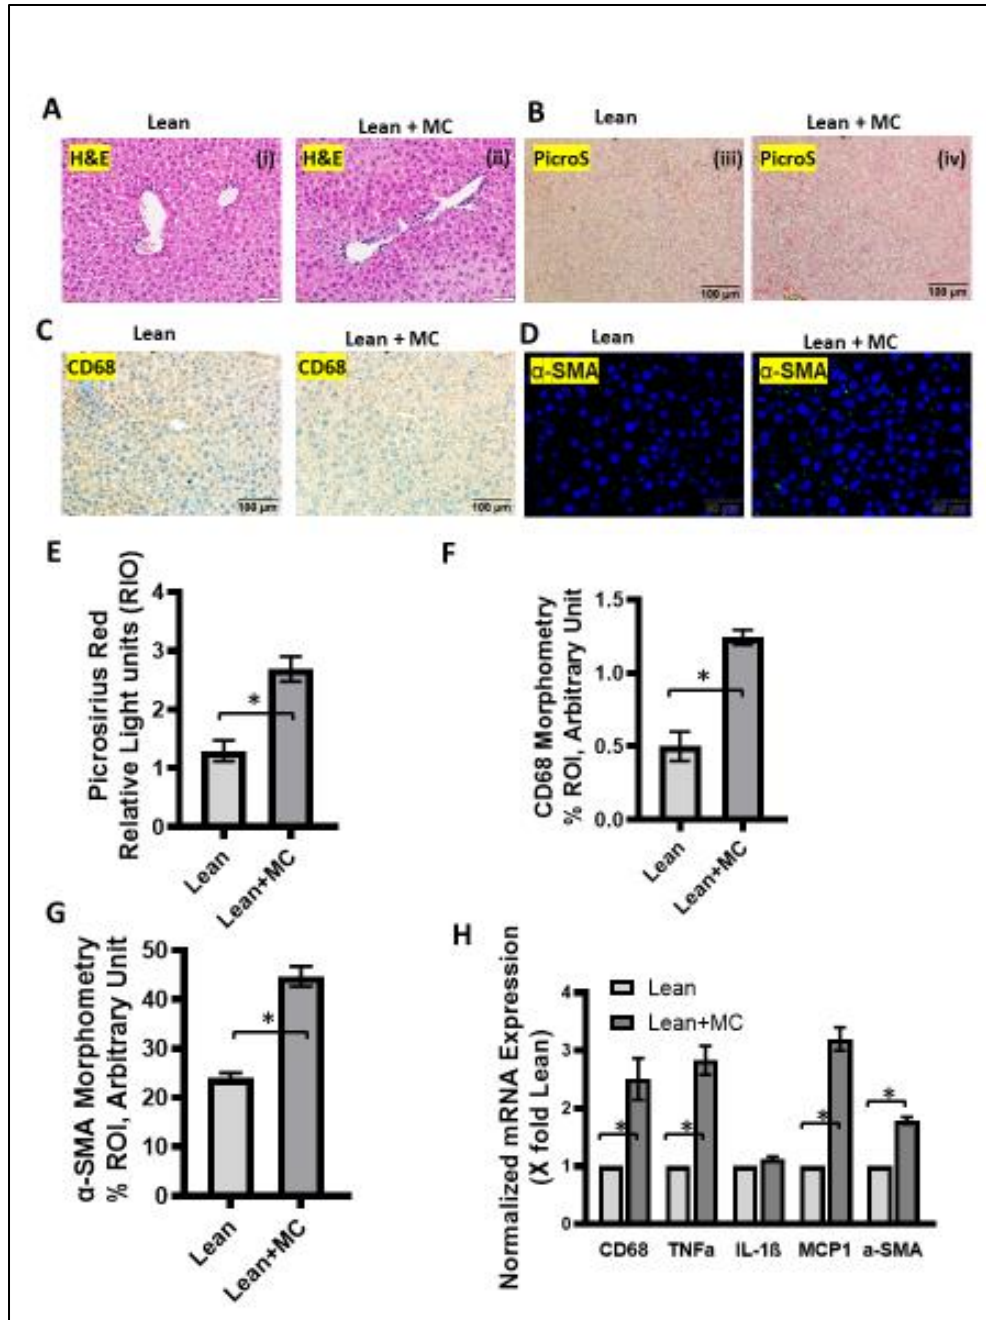 A
Lean
Lean + MC
H&E
(i)
H&E
(ii)
B
Lean
Lean + MC
PicroS
(iii)
PicroS
(iv)
100 µm
100 µm
C
Lean
Lean + MC
CD68
CD68
100 µm
100 µm
D
Lean
Lean + MC
α-SMA
α-SMA
E
Picrosirius Red
Relative Light units (RIO)
4
3
2
1
0
*
Lean
Lean+MC
F
CD68 Morphometry
% ROI, Arbitrary Unit
1.5
1.0
0.5
0.0
*
Lean
Lean+MC
G
α-SMA Morphometry
% ROI, Arbitrary Unit
50
40
30
20
10
0
*
Lean
Lean+MC
H
Normalized mRNA Expression
(X fold Lean)
4
3
2
1
0
Lean
Lean+MC
*
*
*
*
CD68 TNFa IL-1ß MCP1 a-SMA